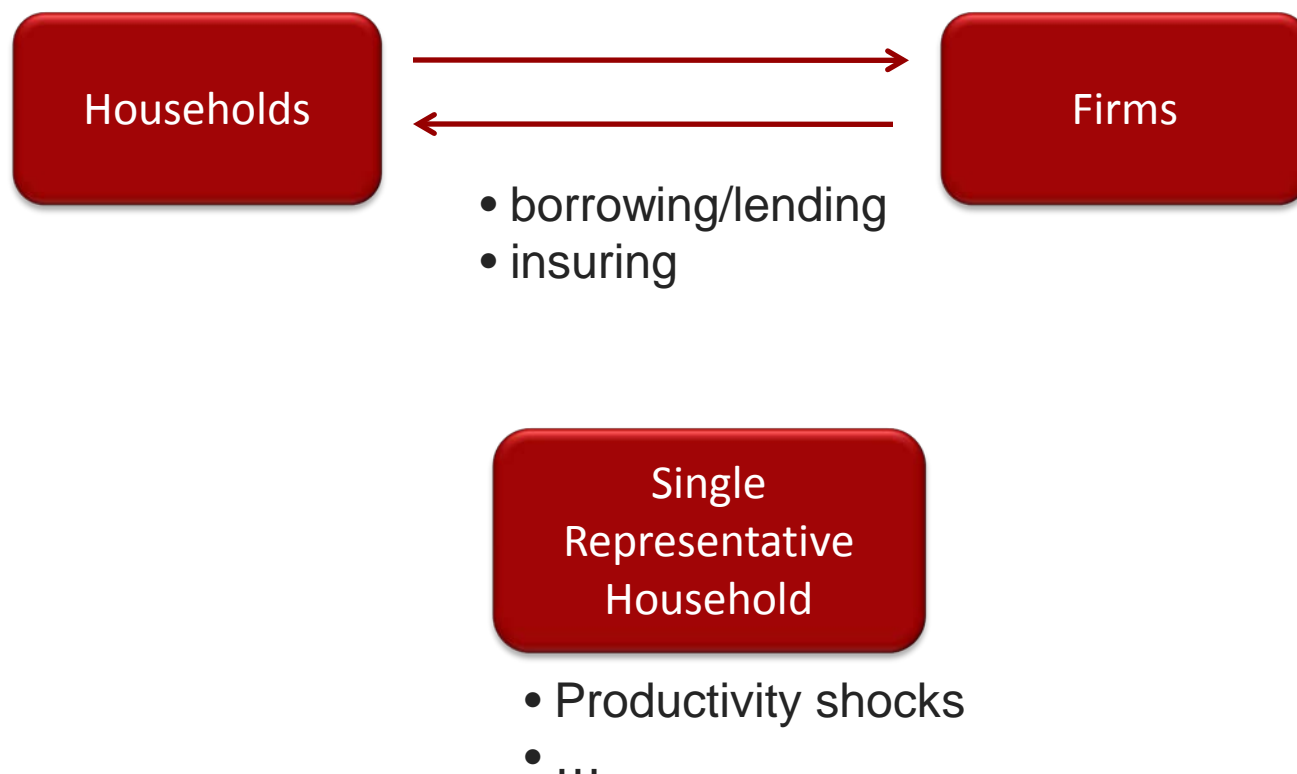 Households
Firms
• borrowing/lending
• insuring
Single
Representative
Household
• Productivity shocks
• ...